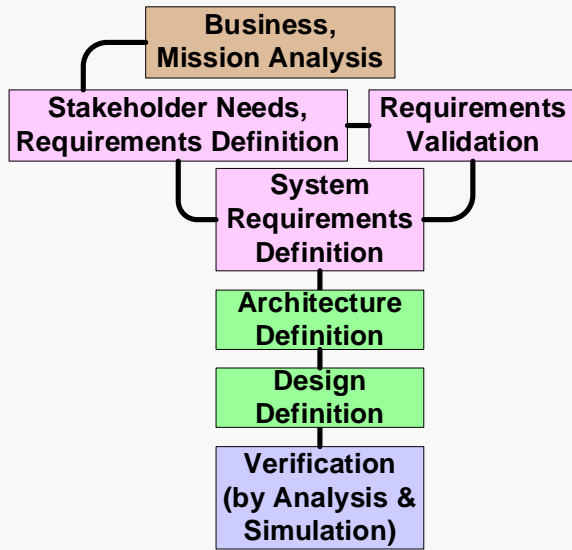 Business,
Mission Analysis
Stakeholder Needs,
Requirements Definition
Requirements
Validation
System
Requirements
Definition
Architecture
Definition
Design
Definition
Verification
(by Analysis &
Simulation)